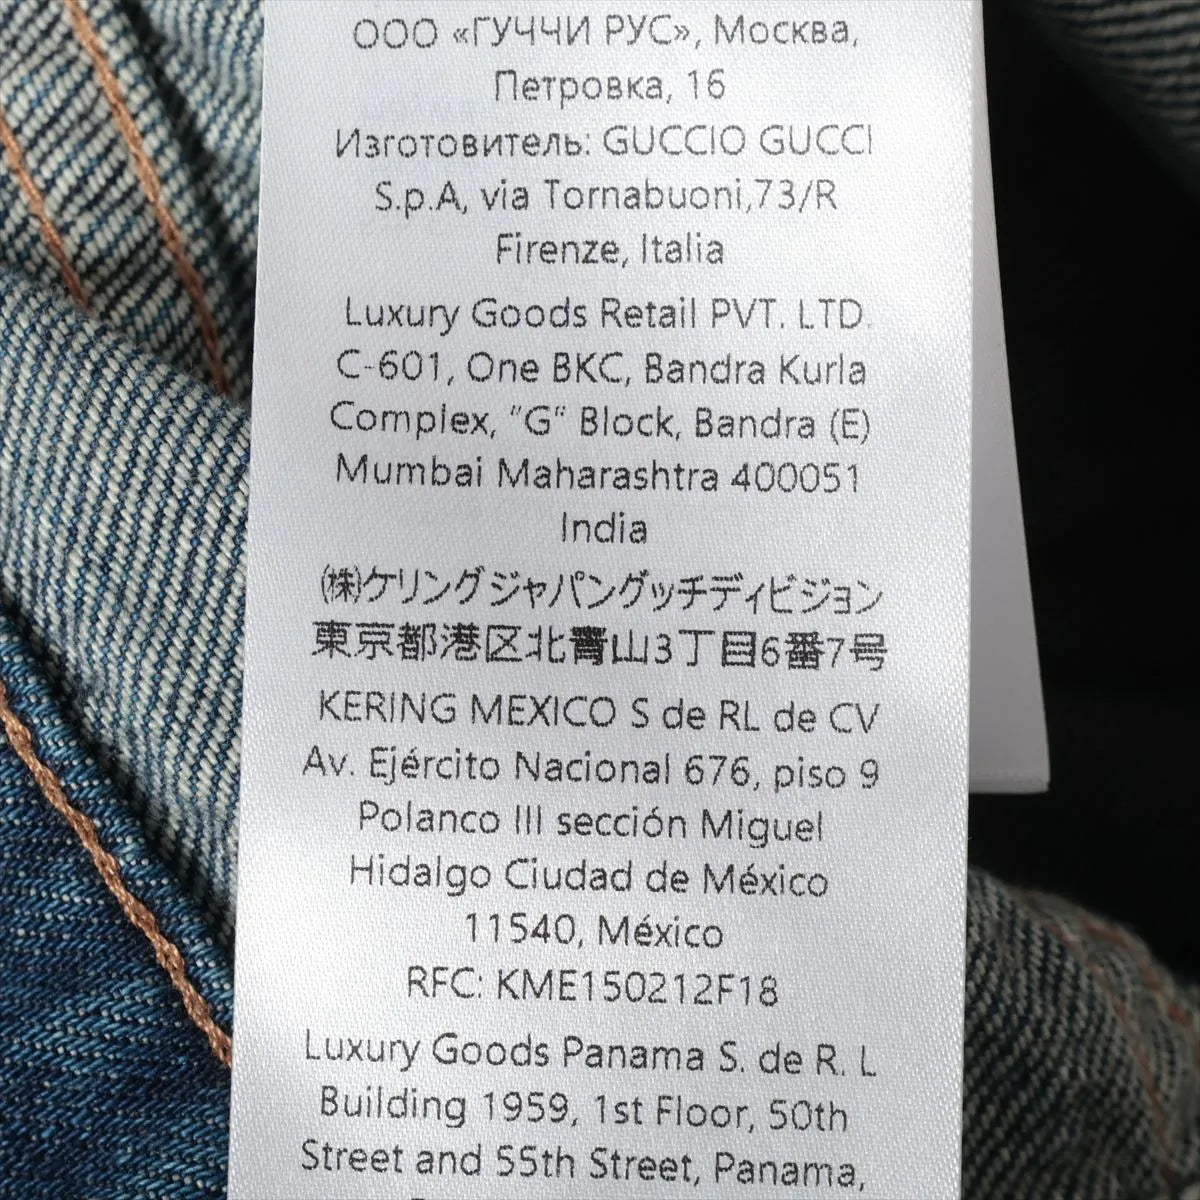 ООО «ГУЧЧИ РУС», Москва,
Петровка, 16
Изготовитель: GUCCIO GUCCI
S.p.A, via Tornabuoni,73/R
Firenze, Italia
Luxury Goods Retail PVT. LTD.
C-601, One BKC, Bandra Kurla
Complex, "G" Block, Bandra (E)
Mumbai Maharashtra 400051
India
㈱ケリングジャパングッチディビジョン
東京都港区北青山3丁目6番7号
KERING MEXICO S de RL de CV
Av. Ejército Nacional 676, piso 9
Polanco III sección Miguel
Hidalgo Ciudad de México
11540, México
RFC: KME150212F18
Luxury Goods Panama S. de R. L
Building 1959, 1st Floor, 50th
Street and 55th Street, Panama,